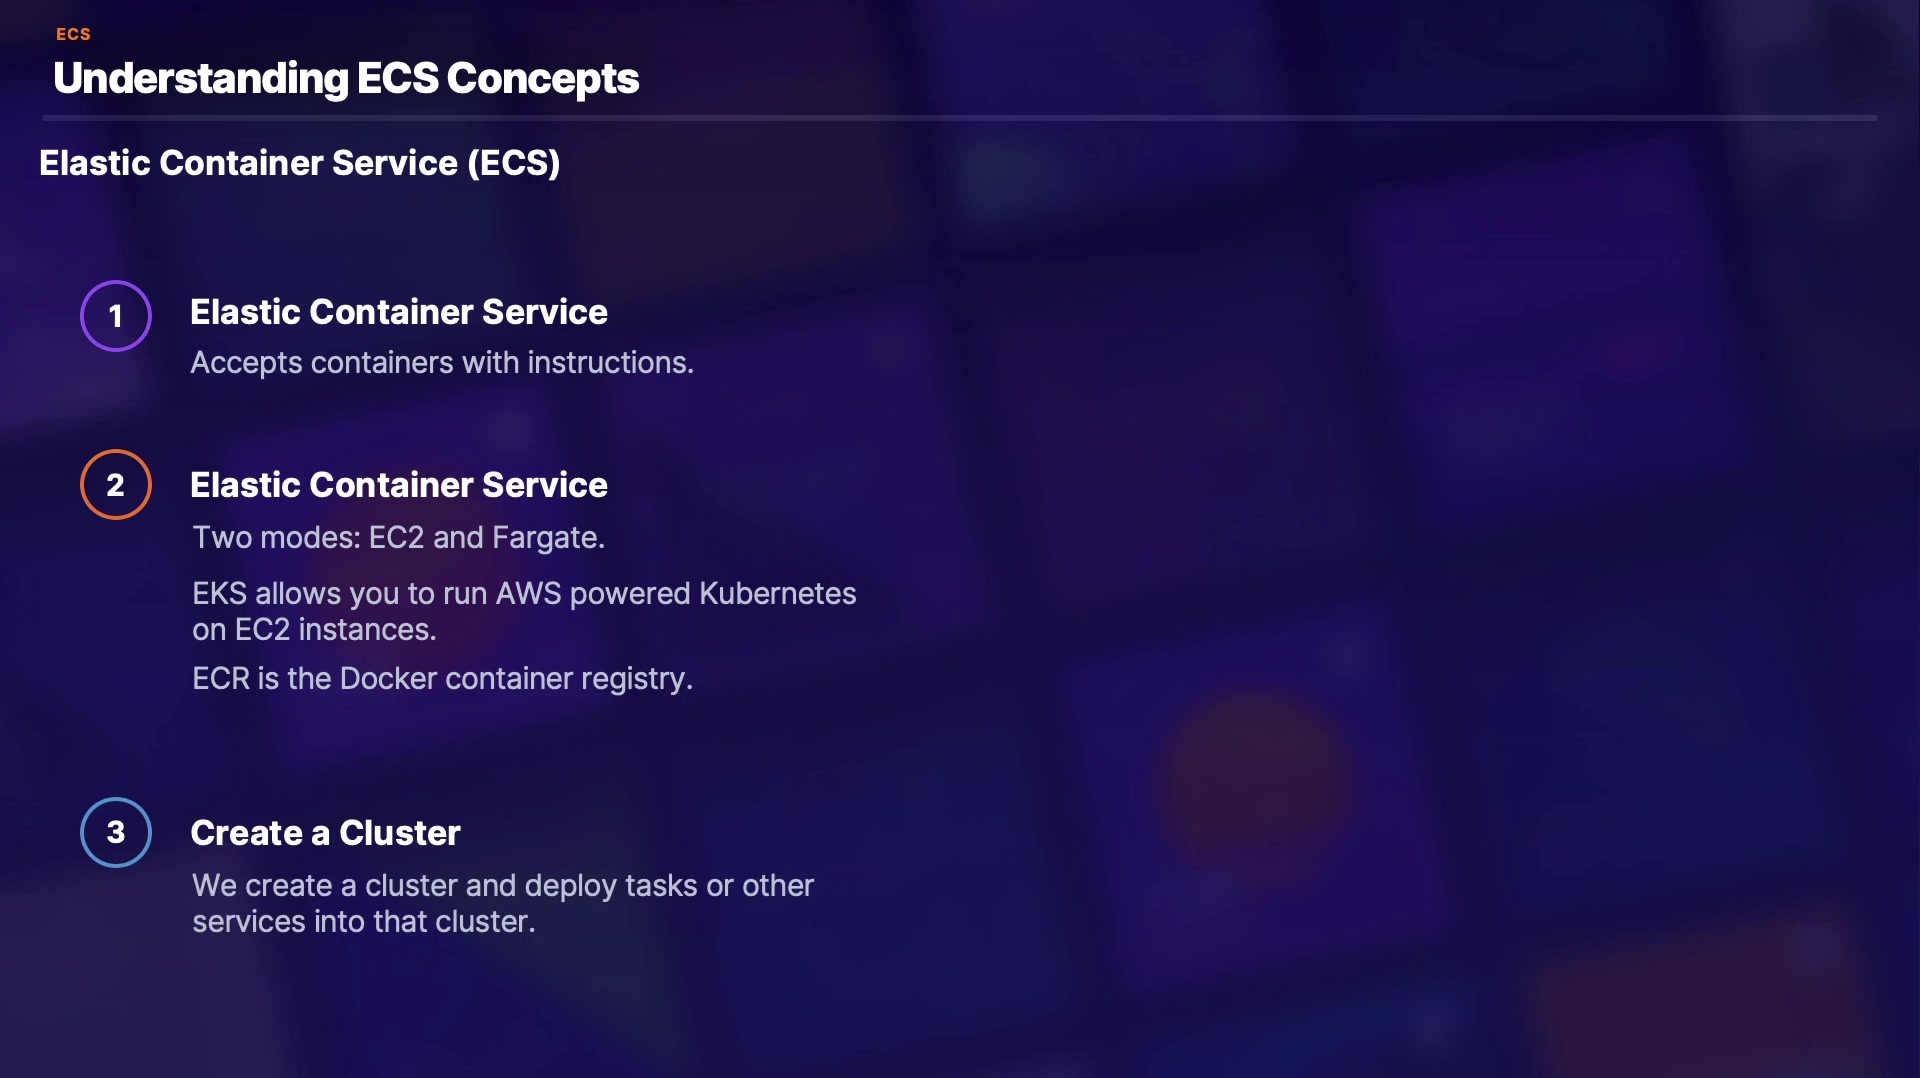 ECS
Understanding ECS Concepts
Elastic Container Service (ECS)
1
Elastic Container Service
Accepts containers with instructions.
2
Elastic Container Service
Two modes: EC2 and Fargate.
EKS allows you to run AWS powered Kubernetes
on EC2 instances.
ECR is the Docker container registry.
3
Create a Cluster
We create a cluster and deploy tasks or other
services into that cluster.